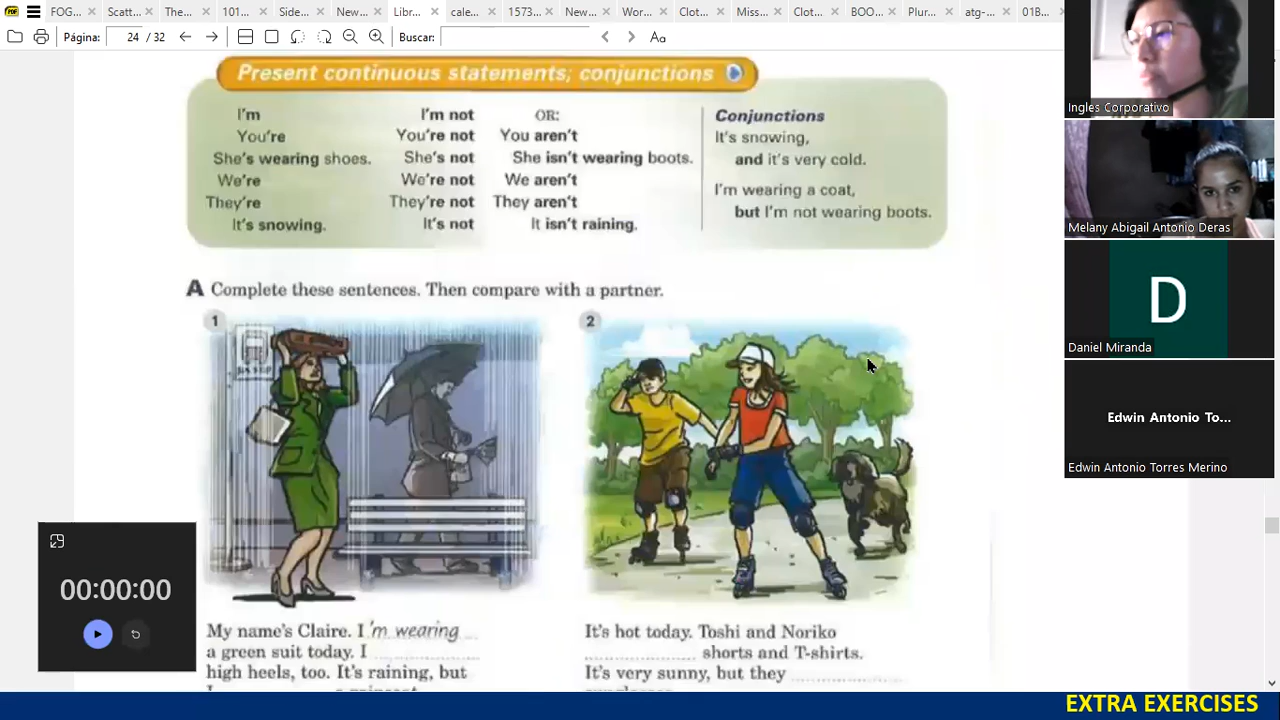 FOG... Scatt... The... 101... Side... New... Libr... cale... 1573... New... Wor... Clot... Miss... Clot... BOO... Plur... atg-... 01B...
Página: 24 / 32 Buscar: Aa
Present continuous statements; conjunctions
I'm I'm not OR:
You're You're not You aren't
She's wearing shoes. She's not She isn't wearing boots.
We're We're not We aren't
They're They're not They aren't
It's snowing. It's not It isn't raining.
Conjunctions
It's snowing,
and it's very cold.
I'm wearing a coat,
but I'm not wearing boots.
A Complete these sentences. Then compare with a partner.
1
2
My name's Claire. I 'm wearing
a green suit today. I
high heels, too. It's raining, but
It's hot today. Toshi and Noriko
shorts and T-shirts.
It's very sunny, but they
00:00:00
Ingles Corporativo
Melany Abigail Antonio Deras
D
Daniel Miranda
Edwin Antonio To...
Edwin Antonio Torres Merino
EXTRA EXERCISES